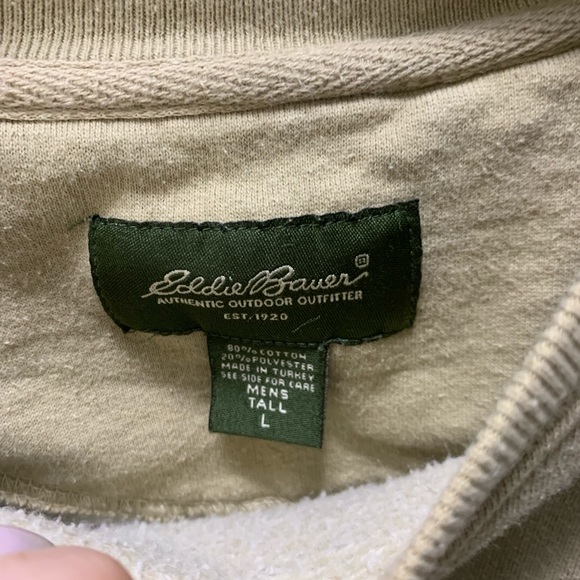 Eddie Bauer
AUTHENTIC OUTDOOR OUTFITTER
EST. 1920
80% COTTON
20% POLYESTER
MADE IN TURKEY
SEE SIDE FOR CARE
MENS
TALL
L